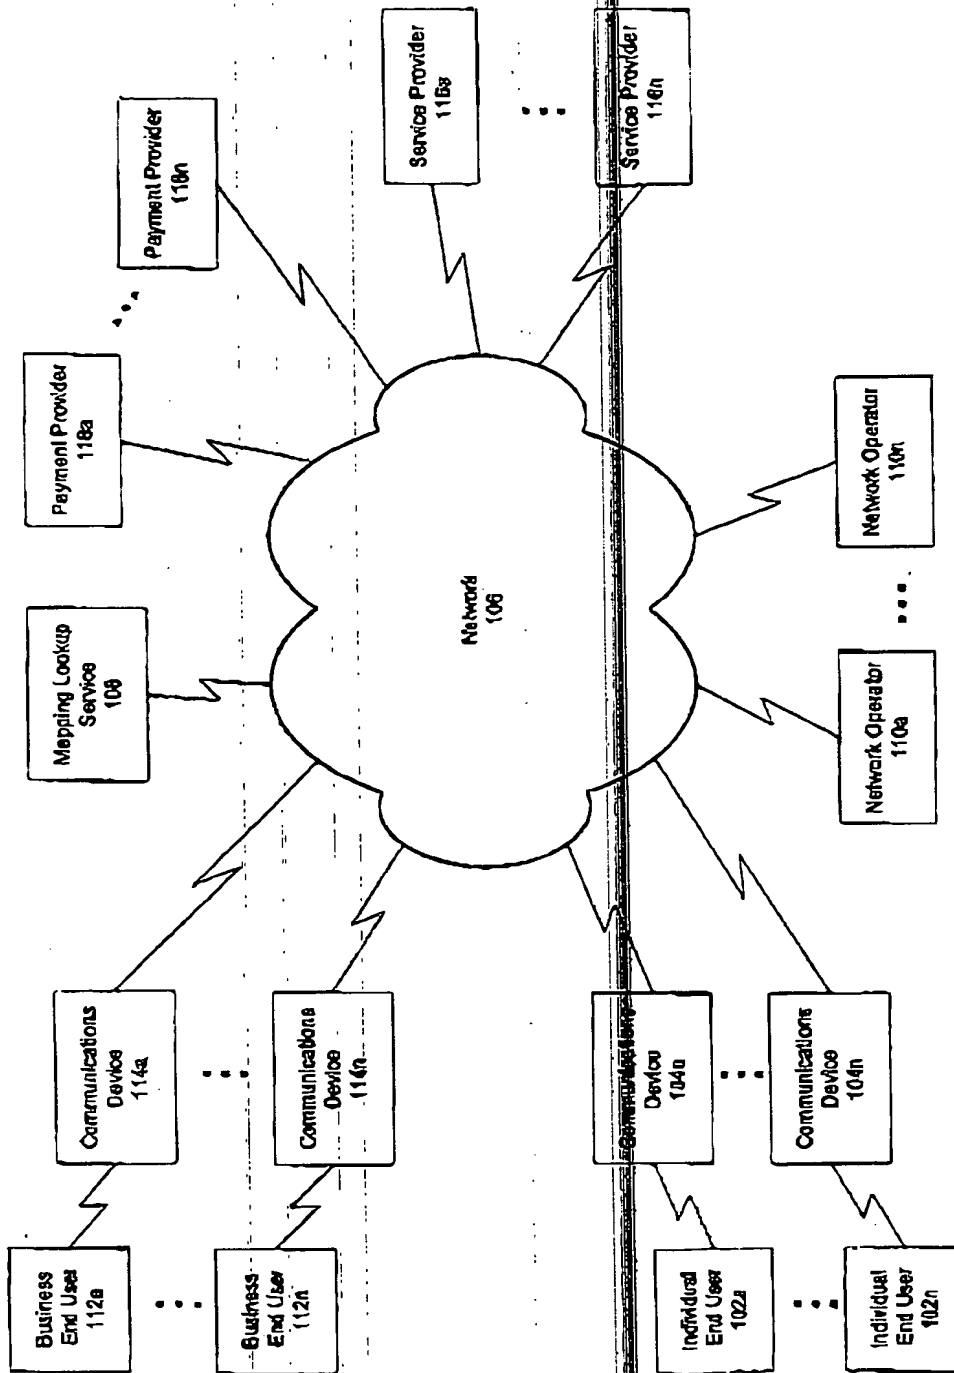 Business
End User
112a
Communications
Device
114a
Mapping Lookup
Service
108
Payment Provider
118a
Payment Provider
118n
Business
End User
112n
Communications
Device
114n
Network
106
Service Provider
116a
Service Provider
116n
Individual
End User
102a
Communications
Device
104a
Individual
End User
102n
Communications
Device
104n
Network Operator
110a
Network Operator
110n